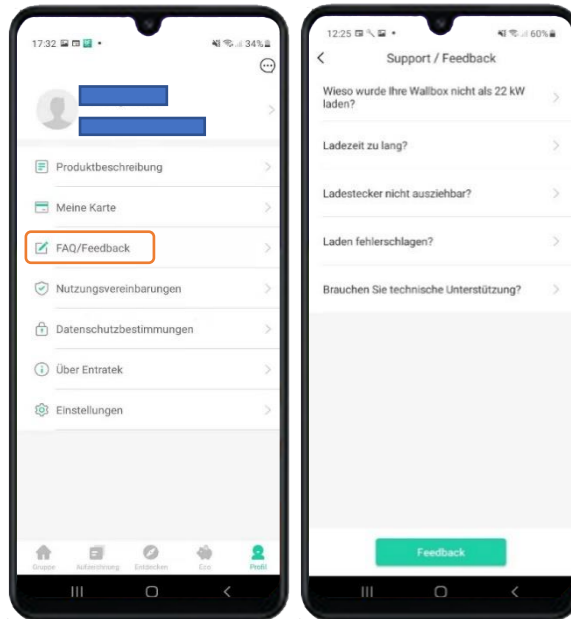 17:32
34%
Produktbeschreibung
Meine Karte
FAQ/Feedback
Nutzungsvereinbarungen
Datenschutzbestimmungen
Über Entratek
Einstellungen
Gruppe Aufzeichnung Entdecken Eco Profil
12:25
60%
Support / Feedback
Wieso wurde Ihre Wallbox nicht als 22 kW
laden?
Ladezeit zu lang?
Ladestecker nicht ausziehbar?
Laden fehlerschlagen?
Brauchen Sie technische Unterstützung?
Feedback